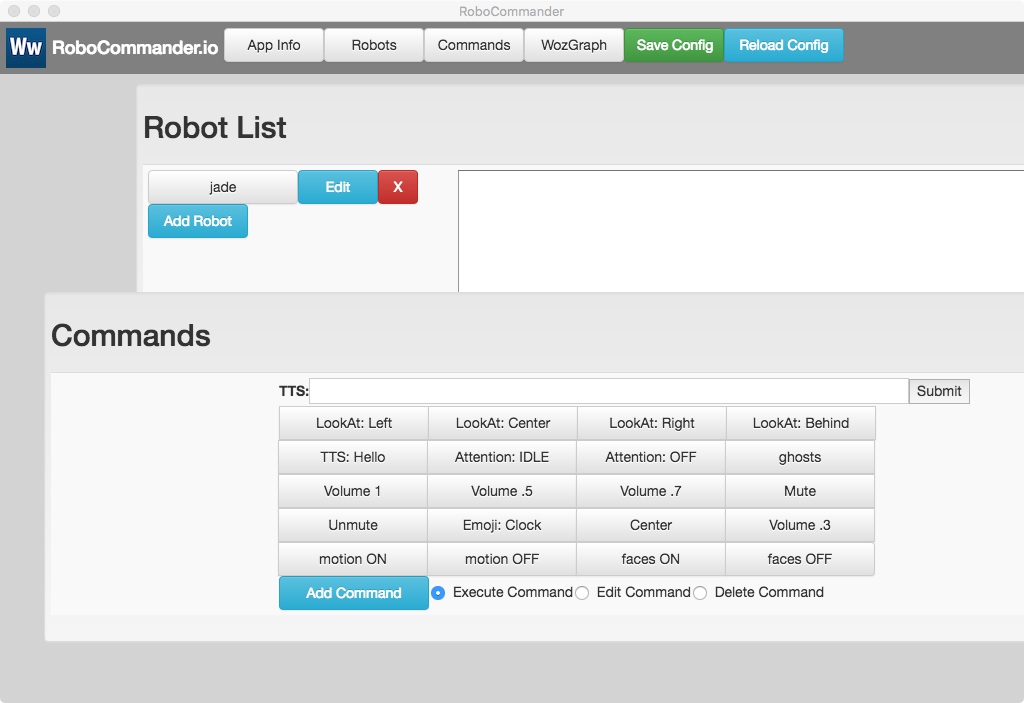 RoboCommander
Ww RoboCommander.io App Info Robots Commands WozGraph Save Config Reload Config
Robot List
jade Edit X
Add Robot
Commands
TTS: Submit
LookAt: Left LookAt: Center LookAt: Right LookAt: Behind
TTS: Hello Attention: IDLE Attention: OFF ghosts
Volume 1 Volume .5 Volume .7 Mute
Unmute Emoji: Clock Center Volume .3
motion ON motion OFF faces ON faces OFF
Add Command Execute Command Edit Command Delete Command